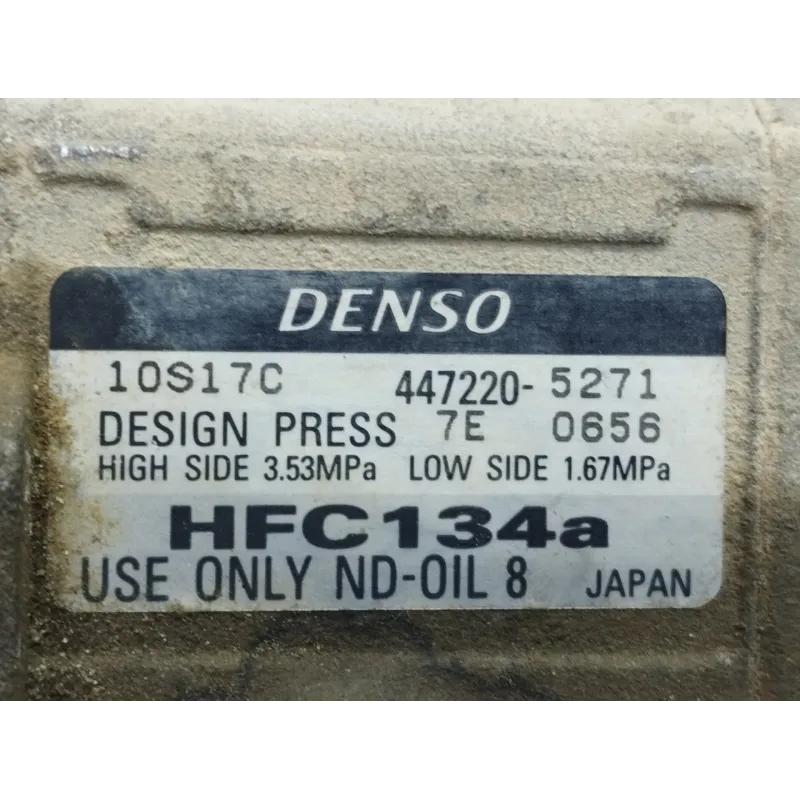 DENSO
10S17C 447220-5271
DESIGN PRESS 7E 0656
HIGH SIDE 3.53MPa LOW SIDE 1.67MPa
HFC134a
USE ONLY ND-OIL 8 JAPAN